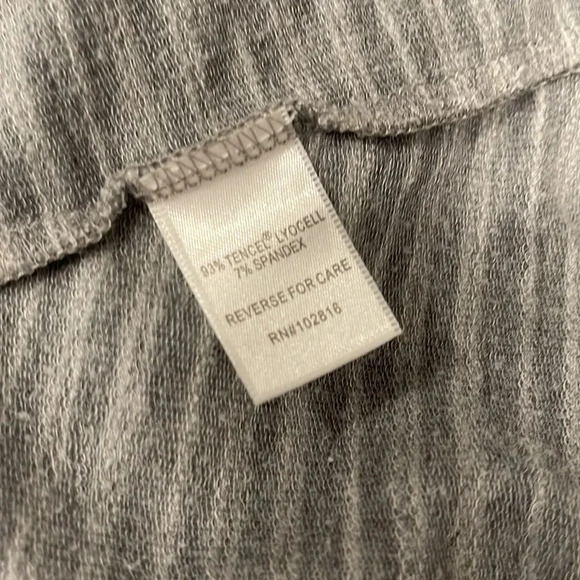 93% TENCEL® LYOCELL
7% SPANDEX
REVERSE FOR CARE
RN#102816